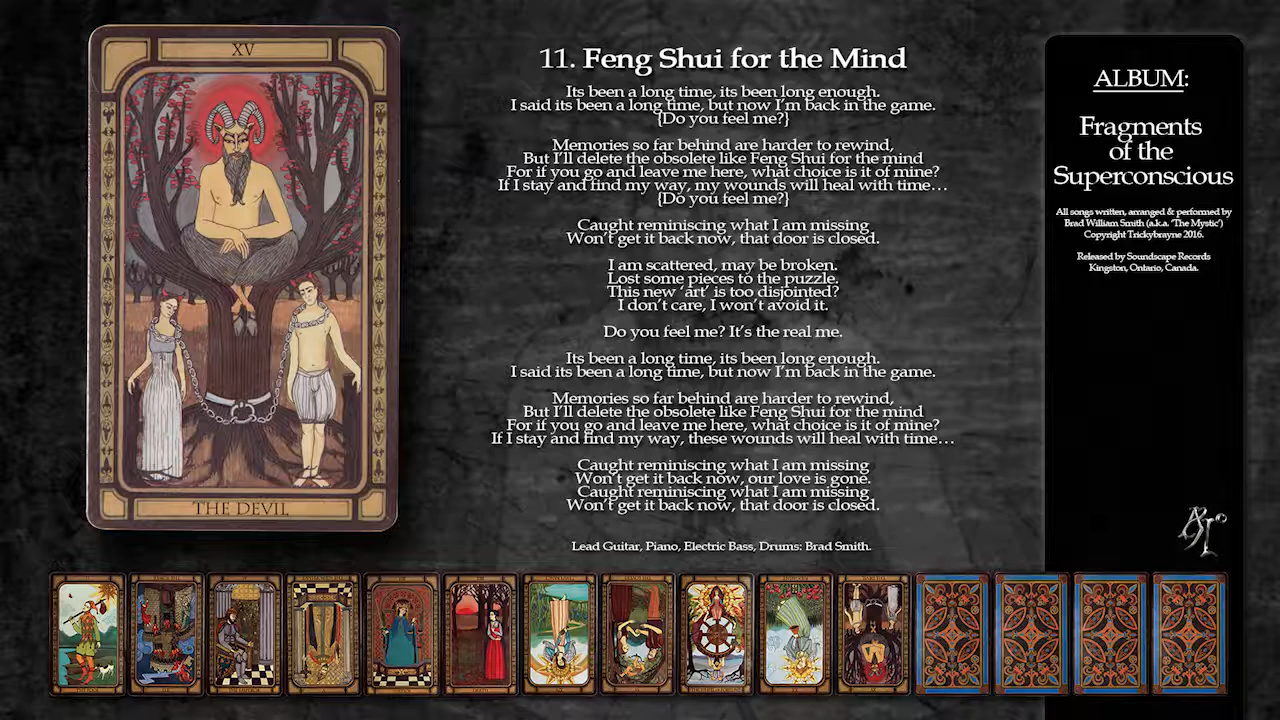 XV
THE DEVIL
11. Feng Shui for the Mind
Its been a long time, its been long enough.
I said its been a long time, but now I'm back in the game.
{Do you feel me?}
Memories so far behind are harder to rewind,
But I'll delete the obsolete like Feng Shui for the mind
For if you go and leave me here, what choice is it of mine?
If I stay and find my way, my wounds will heal with time…
{Do you feel me?}
Caught reminiscing what I am missing
Won't get it back now, that door is closed.
I am scattered, may be broken.
Lost some pieces to the puzzle.
This new 'art' is too disjointed?
I don't care, I won't avoid it.
Do you feel me? It's the real me.
Its been a long time, its been long enough.
I said its been a long time, but now I'm back in the game.
Memories so far behind are harder to rewind,
But I'll delete the obsolete like Feng Shui for the mind
For if you go and leave me here, what choice is it of mine?
If I stay and find my way, these wounds will heal with time…
Caught reminiscing what I am missing
Won't get it back now, our love is gone.
Caught reminiscing what I am missing
Won't get it back now, that door is closed.
Lead Guitar, Piano, Electric Bass, Drums: Brad Smith.
ALBUM:
Fragments
of the
Superconscious
All songs written, arranged & performed by
Brad William Smith (a.k.a. 'The Mystic')
Copyright Trickybrayne 2016.
Released by Soundscape Records
Kingston, Ontario, Canada.